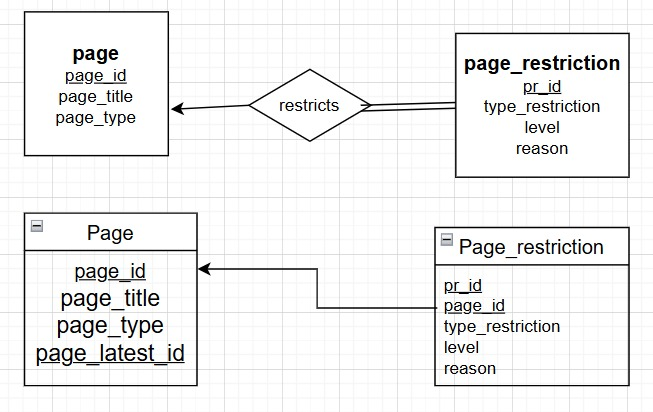 page
page_id
page_title
page_type
restricts
page_restriction
pr_id
type_restriction
level
reason
Page
page_id
page_title
page_type
page_latest_id
Page_restriction
pr_id
page_id
type_restriction
level
reason